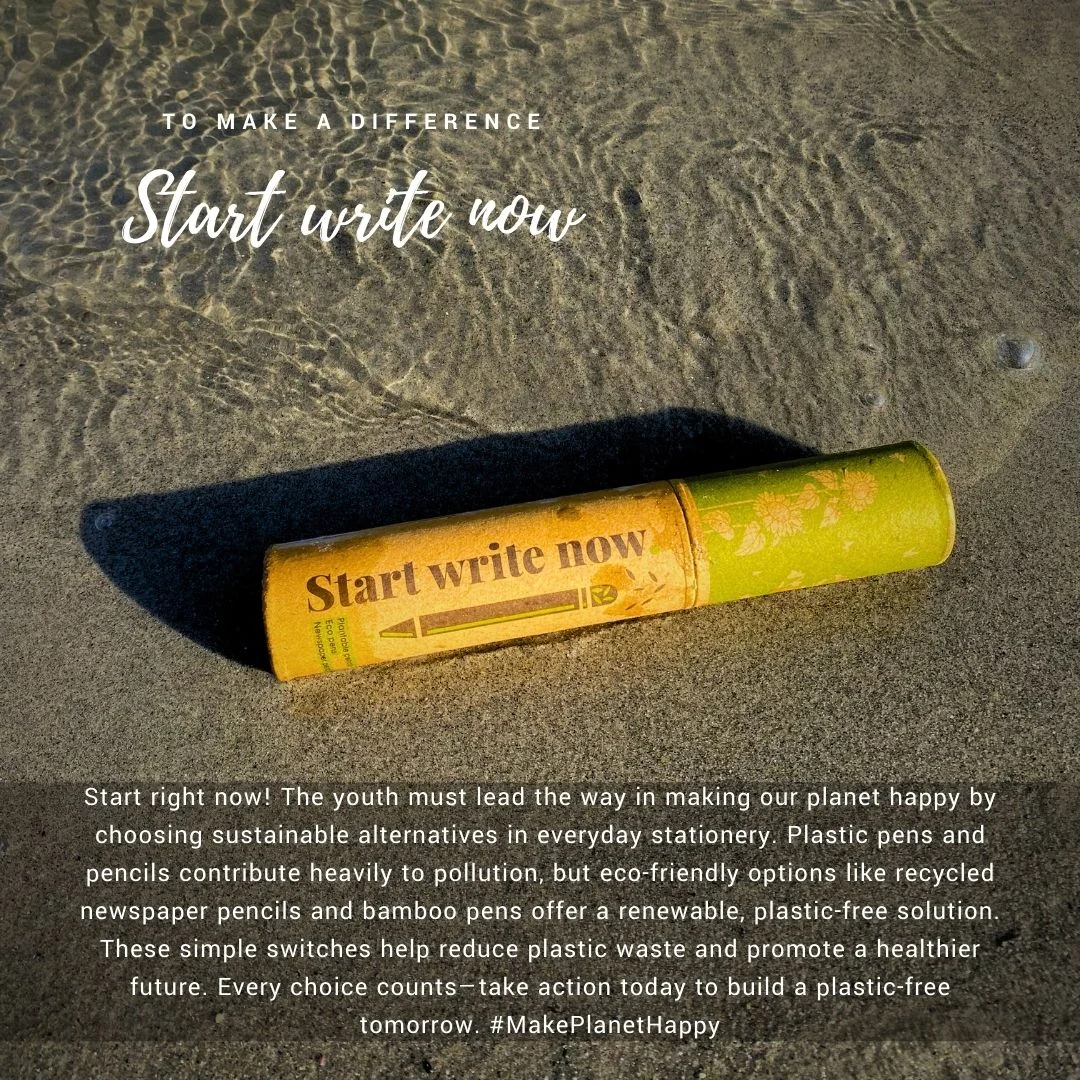 TO MAKE A DIFFERENCE
Start write now
Start write now
Plantable
Eco pens
Newspaper
Start right now! The youth must lead the way in making our planet happy by
choosing sustainable alternatives in everyday stationery. Plastic pens and
pencils contribute heavily to pollution, but eco-friendly options like recycled
newspaper pencils and bamboo pens offer a renewable, plastic-free solution.
These simple switches help reduce plastic waste and promote a healthier
future. Every choice counts—take action today to build a plastic-free
tomorrow. #MakePlanetHappy